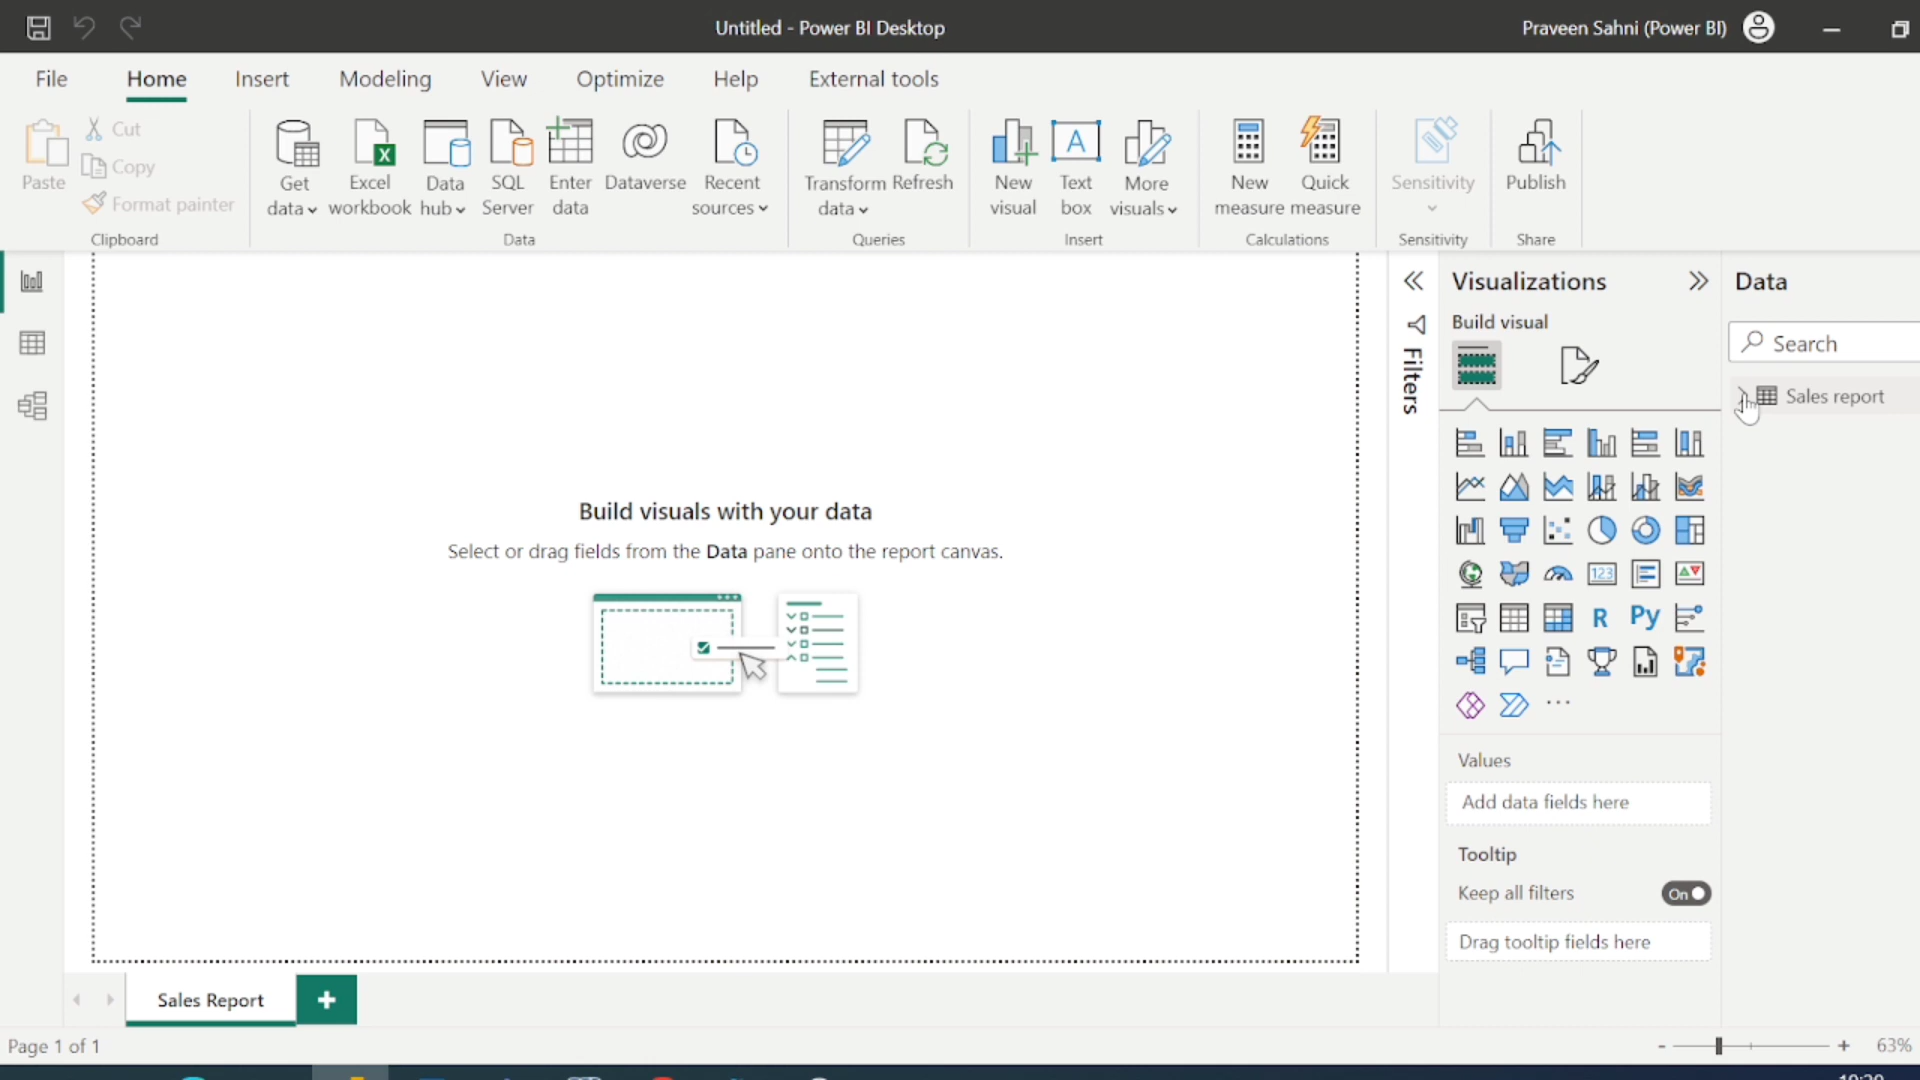 Untitled - Power BI Desktop
Praveen Sahni (Power BI)
File Home Insert Modeling View Optimize Help External tools
Paste
Cut
Copy
Format painter
Clipboard
Get data
Excel workbook
Data hub
SQL Server
Enter data
Dataverse
Recent sources
Data
Transform data
Refresh
Queries
New visual
Text box
More visuals
Insert
New measure
Quick measure
Calculations
Sensitivity
Sensitivity
Publish
Share
Build visuals with your data
Select or drag fields from the Data pane onto the report canvas.
Filters
Visualizations
Build visual
123
R
Py
Values
Add data fields here
Tooltip
Keep all filters
On
Drag tooltip fields here
Data
Search
Sales report
Sales Report
Page 1 of 1
63%